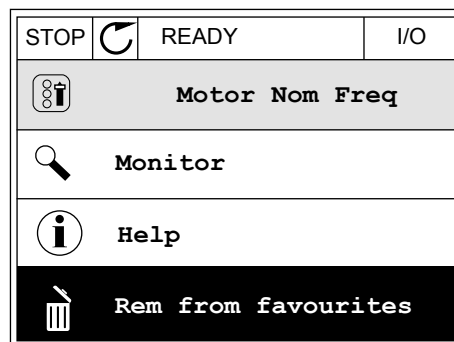 STOP READY I/O
Motor Nom Freq
Monitor
Help
Rem from favourites